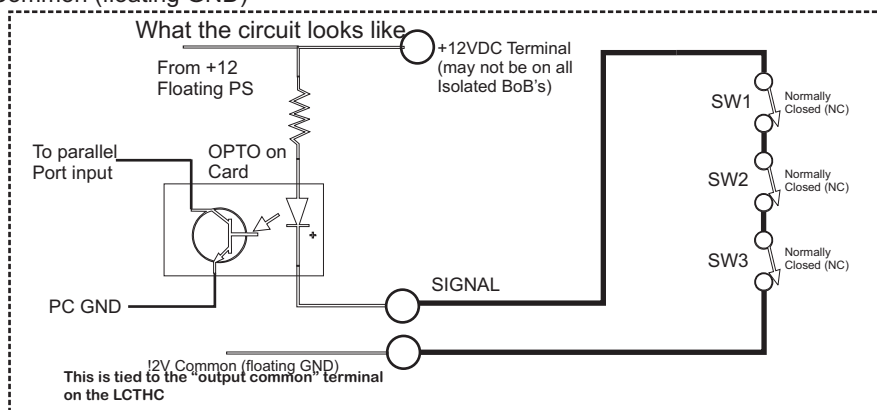 Common (floating GND)
What the circuit looks like
+12VDC Terminal
(may not be on all
Isolated BoB's)
From +12
Floating PS
SW1
Normally
Closed (NC)
To parallel
Port input
OPTO on
Card
SW2
Normally
Closed (NC)
+
SW3
Normally
Closed (NC)
SIGNAL
PC GND
!2V Common (floating GND)
This is tied to the "output common" terminal
on the LCTHC